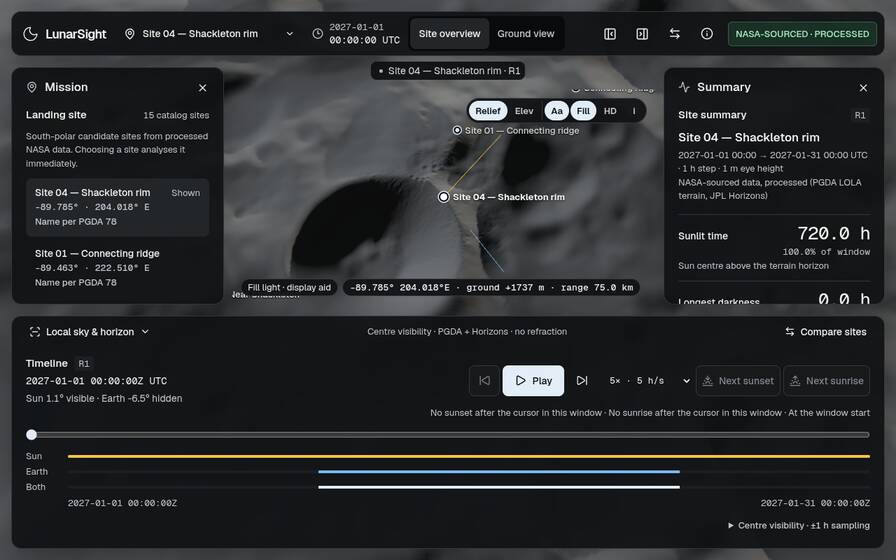 LunarSight
Site 04 — Shackleton rim
2027-01-01
00:00:00 UTC
Site overview
Ground view
NASA-SOURCED · PROCESSED
Site 04 — Shackleton rim · R1
Mission
Landing site
15 catalog sites
South-polar candidate sites from processed
NASA data. Choosing a site analyses it
immediately.
Site 04 — Shackleton rim
Shown
-89.785° · 204.018° E
Name per PGDA 78
Site 01 — Connecting ridge
-89.463° · 222.510° E
Name per PGDA 78
Relief
Elev
Aa
Fill
HD
Site 01 — Connecting ridge
Site 04 — Shackleton rim
Fill light · display aid
-89.785° 204.018°E · ground +1737 m · range 75.0 km
Summary
Site summary
R1
Site 04 — Shackleton rim
2027-01-01 00:00 → 2027-01-31 00:00 UTC
· 1 h step · 1 m eye height
NASA-sourced data, processed (PGDA LOLA
terrain, JPL Horizons)
Sunlit time
720.0 h
100.0% of window
Sun centre above the terrain horizon
Longest darkness
0.0 h
Local sky & horizon
Centre visibility · PGDA + Horizons · no refraction
Compare sites
Timeline
R1
2027-01-01 00:00:00Z UTC
Sun 1.1° visible · Earth -6.5° hidden
Play
5× · 5 h/s
Next sunset
Next sunrise
No sunset after the cursor in this window · No sunrise after the cursor in this window · At the window start
Sun
Earth
Both
2027-01-01 00:00:00Z
2027-01-31 00:00:00Z
Centre visibility · ±1 h sampling